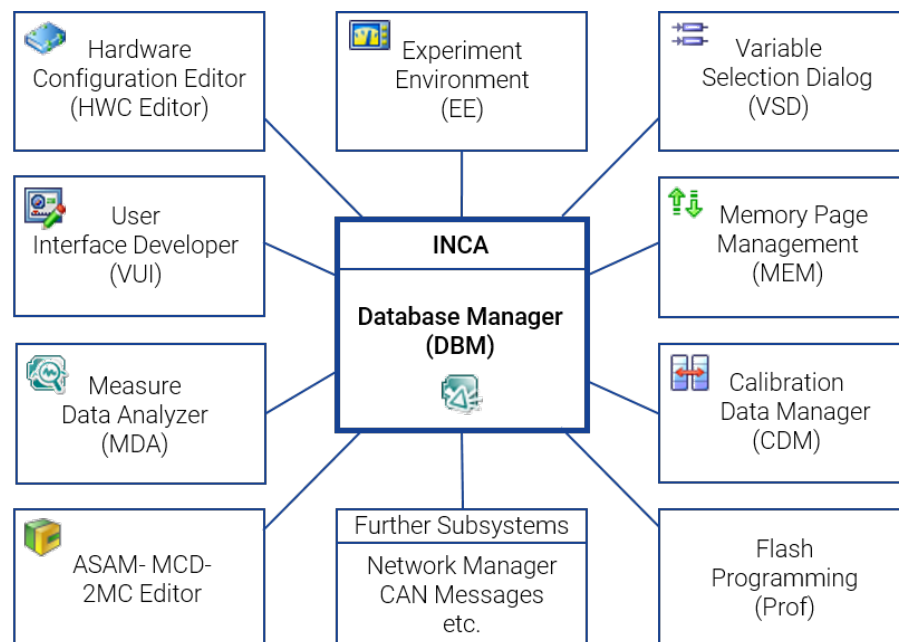 Hardware
Configuration Editor
(HWC Editor)
Experiment
Environment
(EE)
Variable
Selection Dialog
(VSD)
User
Interface Developer
(VUI)
INCA
Database Manager
(DBM)
Memory Page
Management
(MEM)
Measure
Data Analyzer
(MDA)
Calibration
Data Manager
(CDM)
ASAM- MCD-
2MC Editor
Further Subsystems
Network Manager
CAN Messages
etc.
Flash
Programming
(Prof)